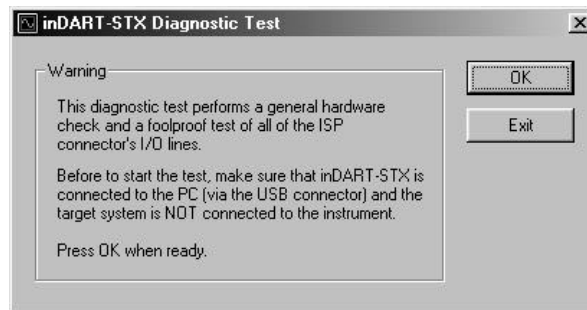 inDART-STX Diagnostic Test
Warning
This diagnostic test performs a general hardware
check and a foolproof test of all of the ISP
connector's I/O lines.
Before to start the test, make sure that inDART-STX is
connected to the PC (via the USB connector) and the
target system is NOT connected to the instrument.
Press OK when ready.
OK
Exit